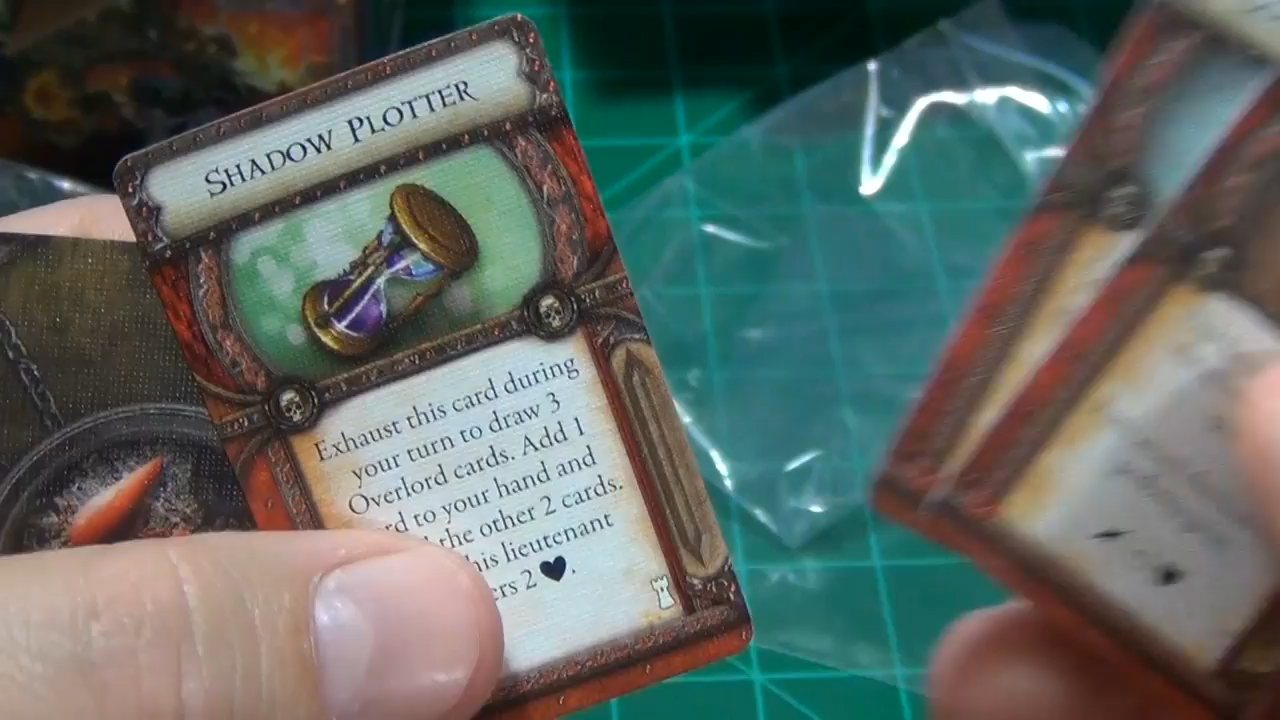 SHADOW PLOTTER
Exhaust this card during
your turn to draw 3
Overlord cards. Add 1
to your hand and
the other 2 cards.
lieutenant
2 ♥.